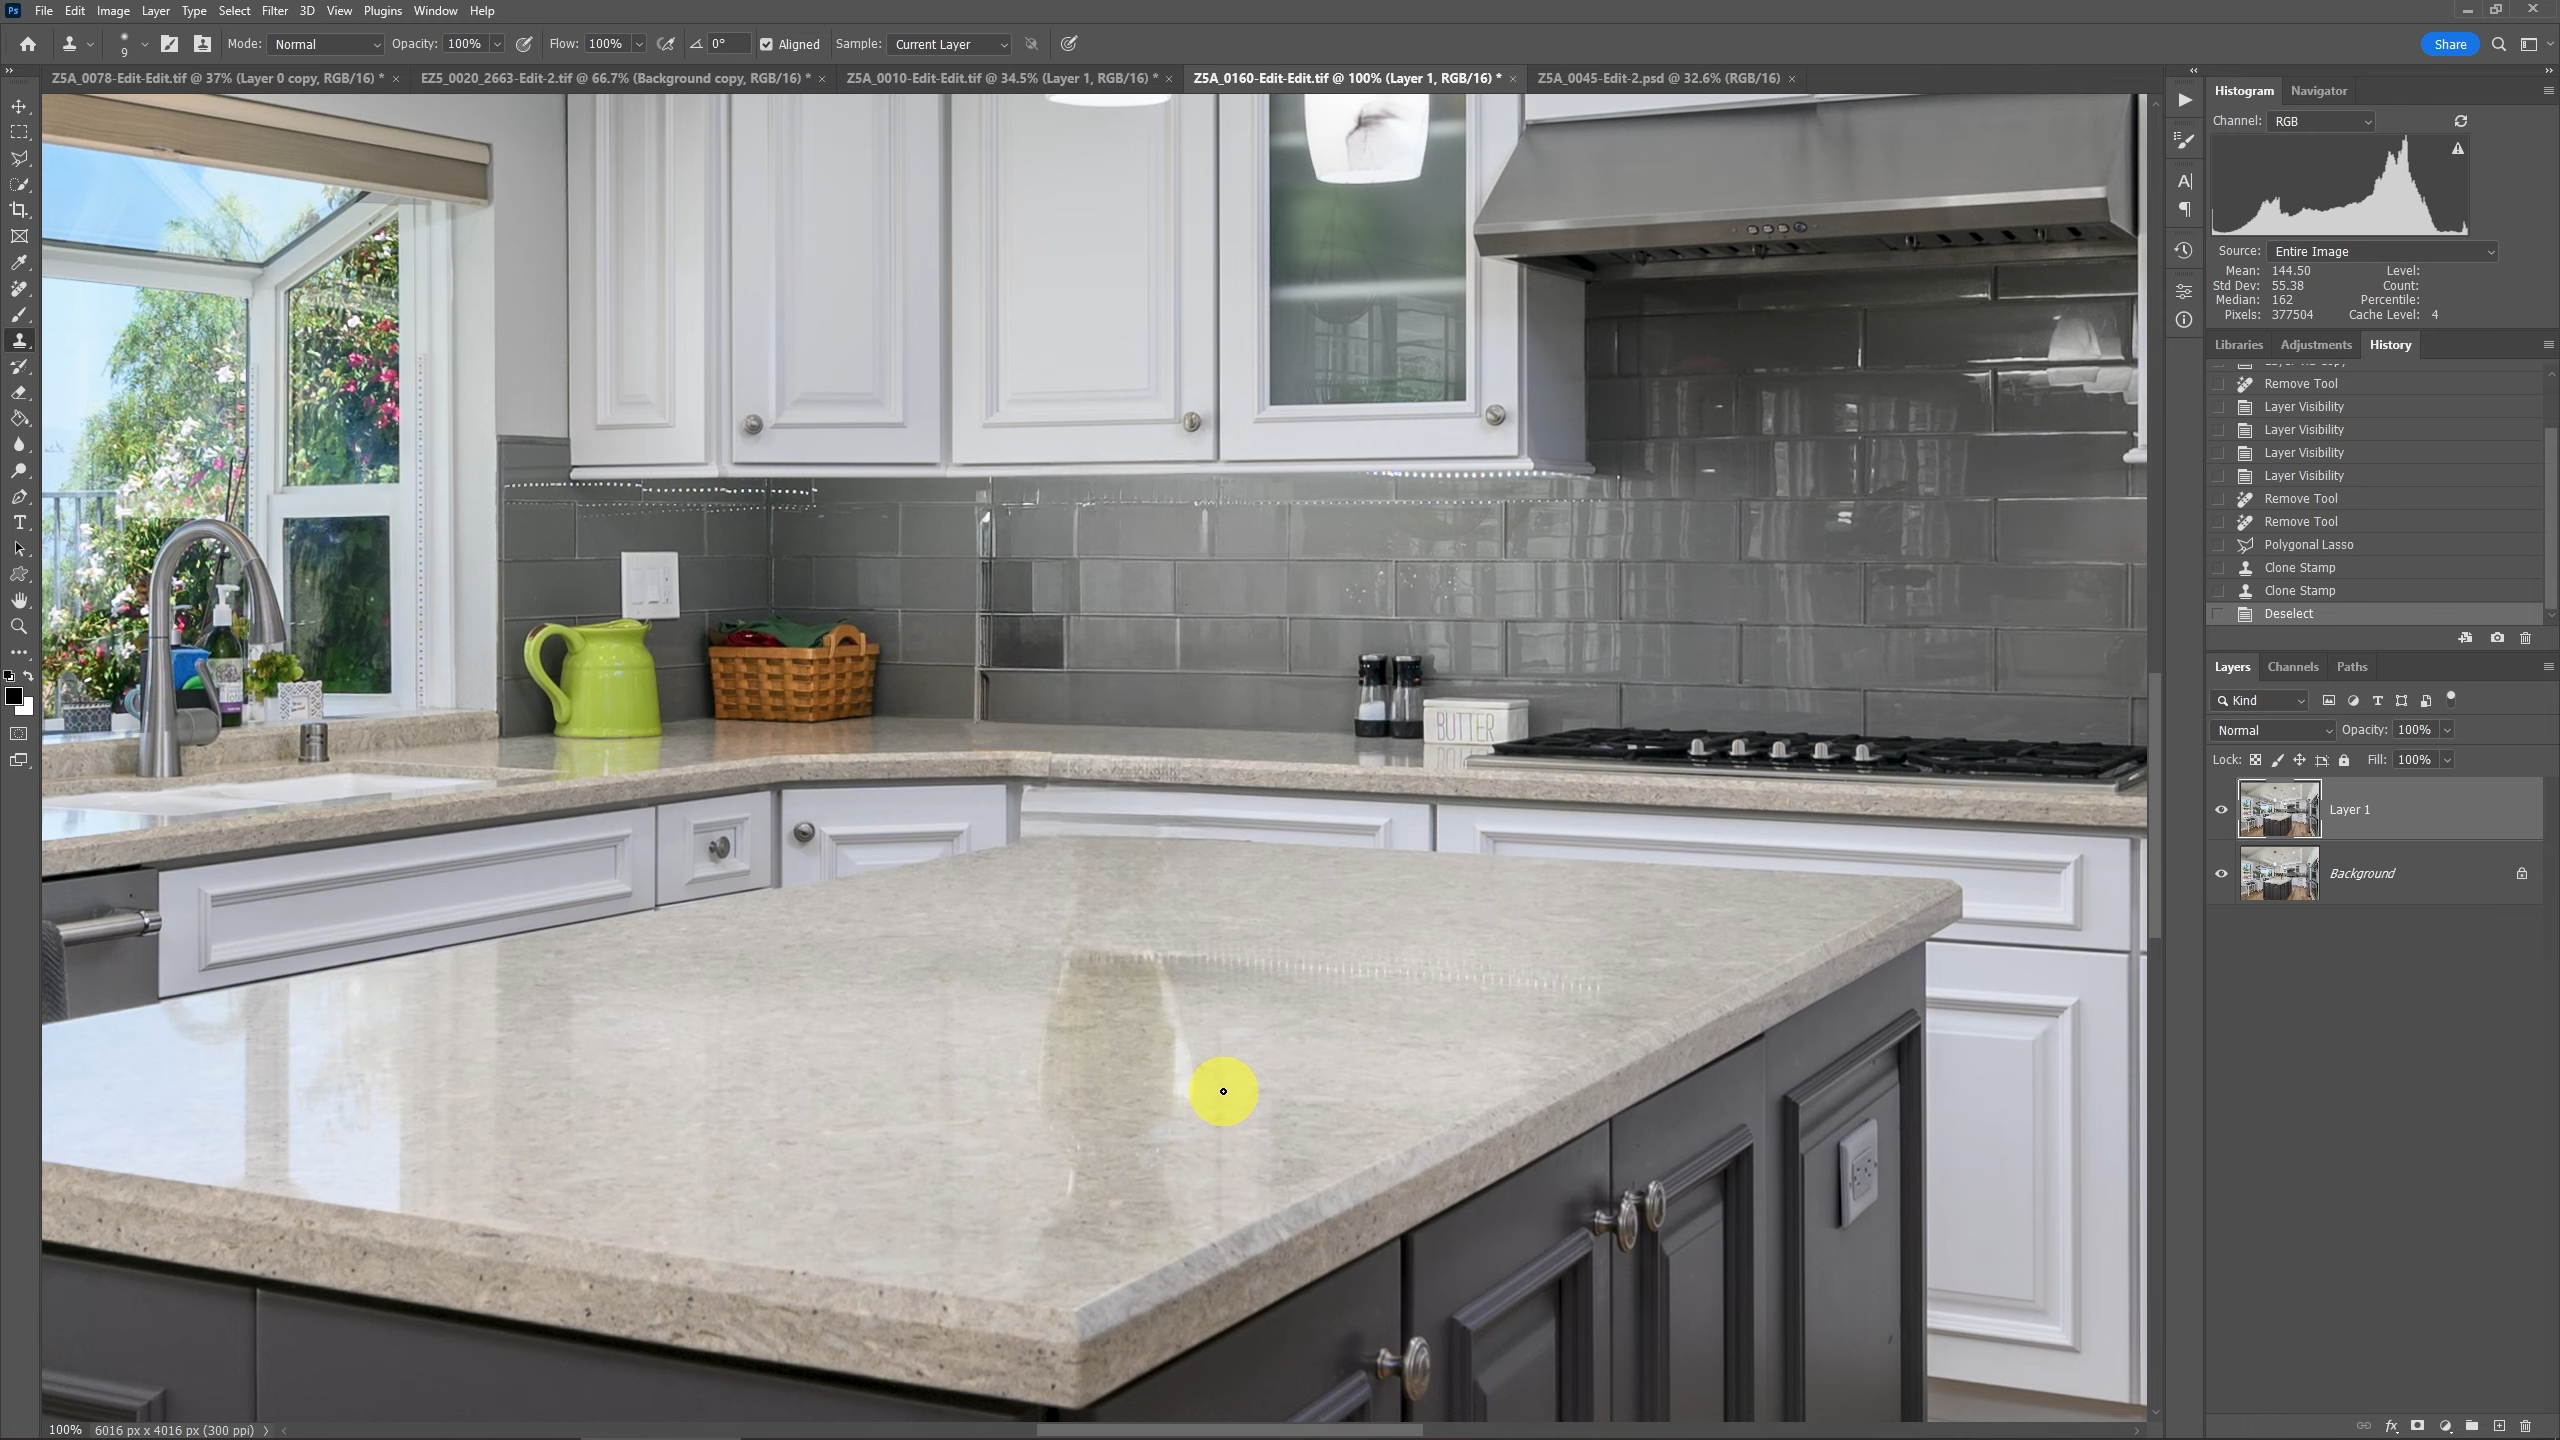 Ps File Edit Image Layer Type Select Filter 3D View Plugins Window Help
9 Mode: Normal Opacity: 100% Flow: 100% 0° Aligned Sample: Current Layer Share
Z5A_0078-Edit-Edit.tif @ 37% (Layer 0 copy, RGB/16) * × EZ5_0020_2663-Edit-2.tif @ 66.7% (Background copy, RGB/16) * × Z5A_0010-Edit-Edit.tif @ 34.5% (Layer 1, RGB/16) * × Z5A_0160-Edit-Edit.tif @ 100% (Layer 1, RGB/16) * × Z5A_0045-Edit-2.psd @ 32.6% (RGB/16) ×
Histogram Navigator
Channel: RGB
Source: Entire Image
Mean: 144.50 Level:
Std Dev: 55.38 Count:
Median: 162 Percentile:
Pixels: 377504 Cache Level: 4
Libraries Adjustments History
Remove Tool
Layer Visibility
Layer Visibility
Layer Visibility
Layer Visibility
Remove Tool
Remove Tool
Polygonal Lasso
Clone Stamp
Clone Stamp
Deselect
Layers Channels Paths
Kind
Normal Opacity: 100%
Lock: Fill: 100%
Layer 1
Background
BUTTER
100% 6016 px x 4016 px (300 ppi)